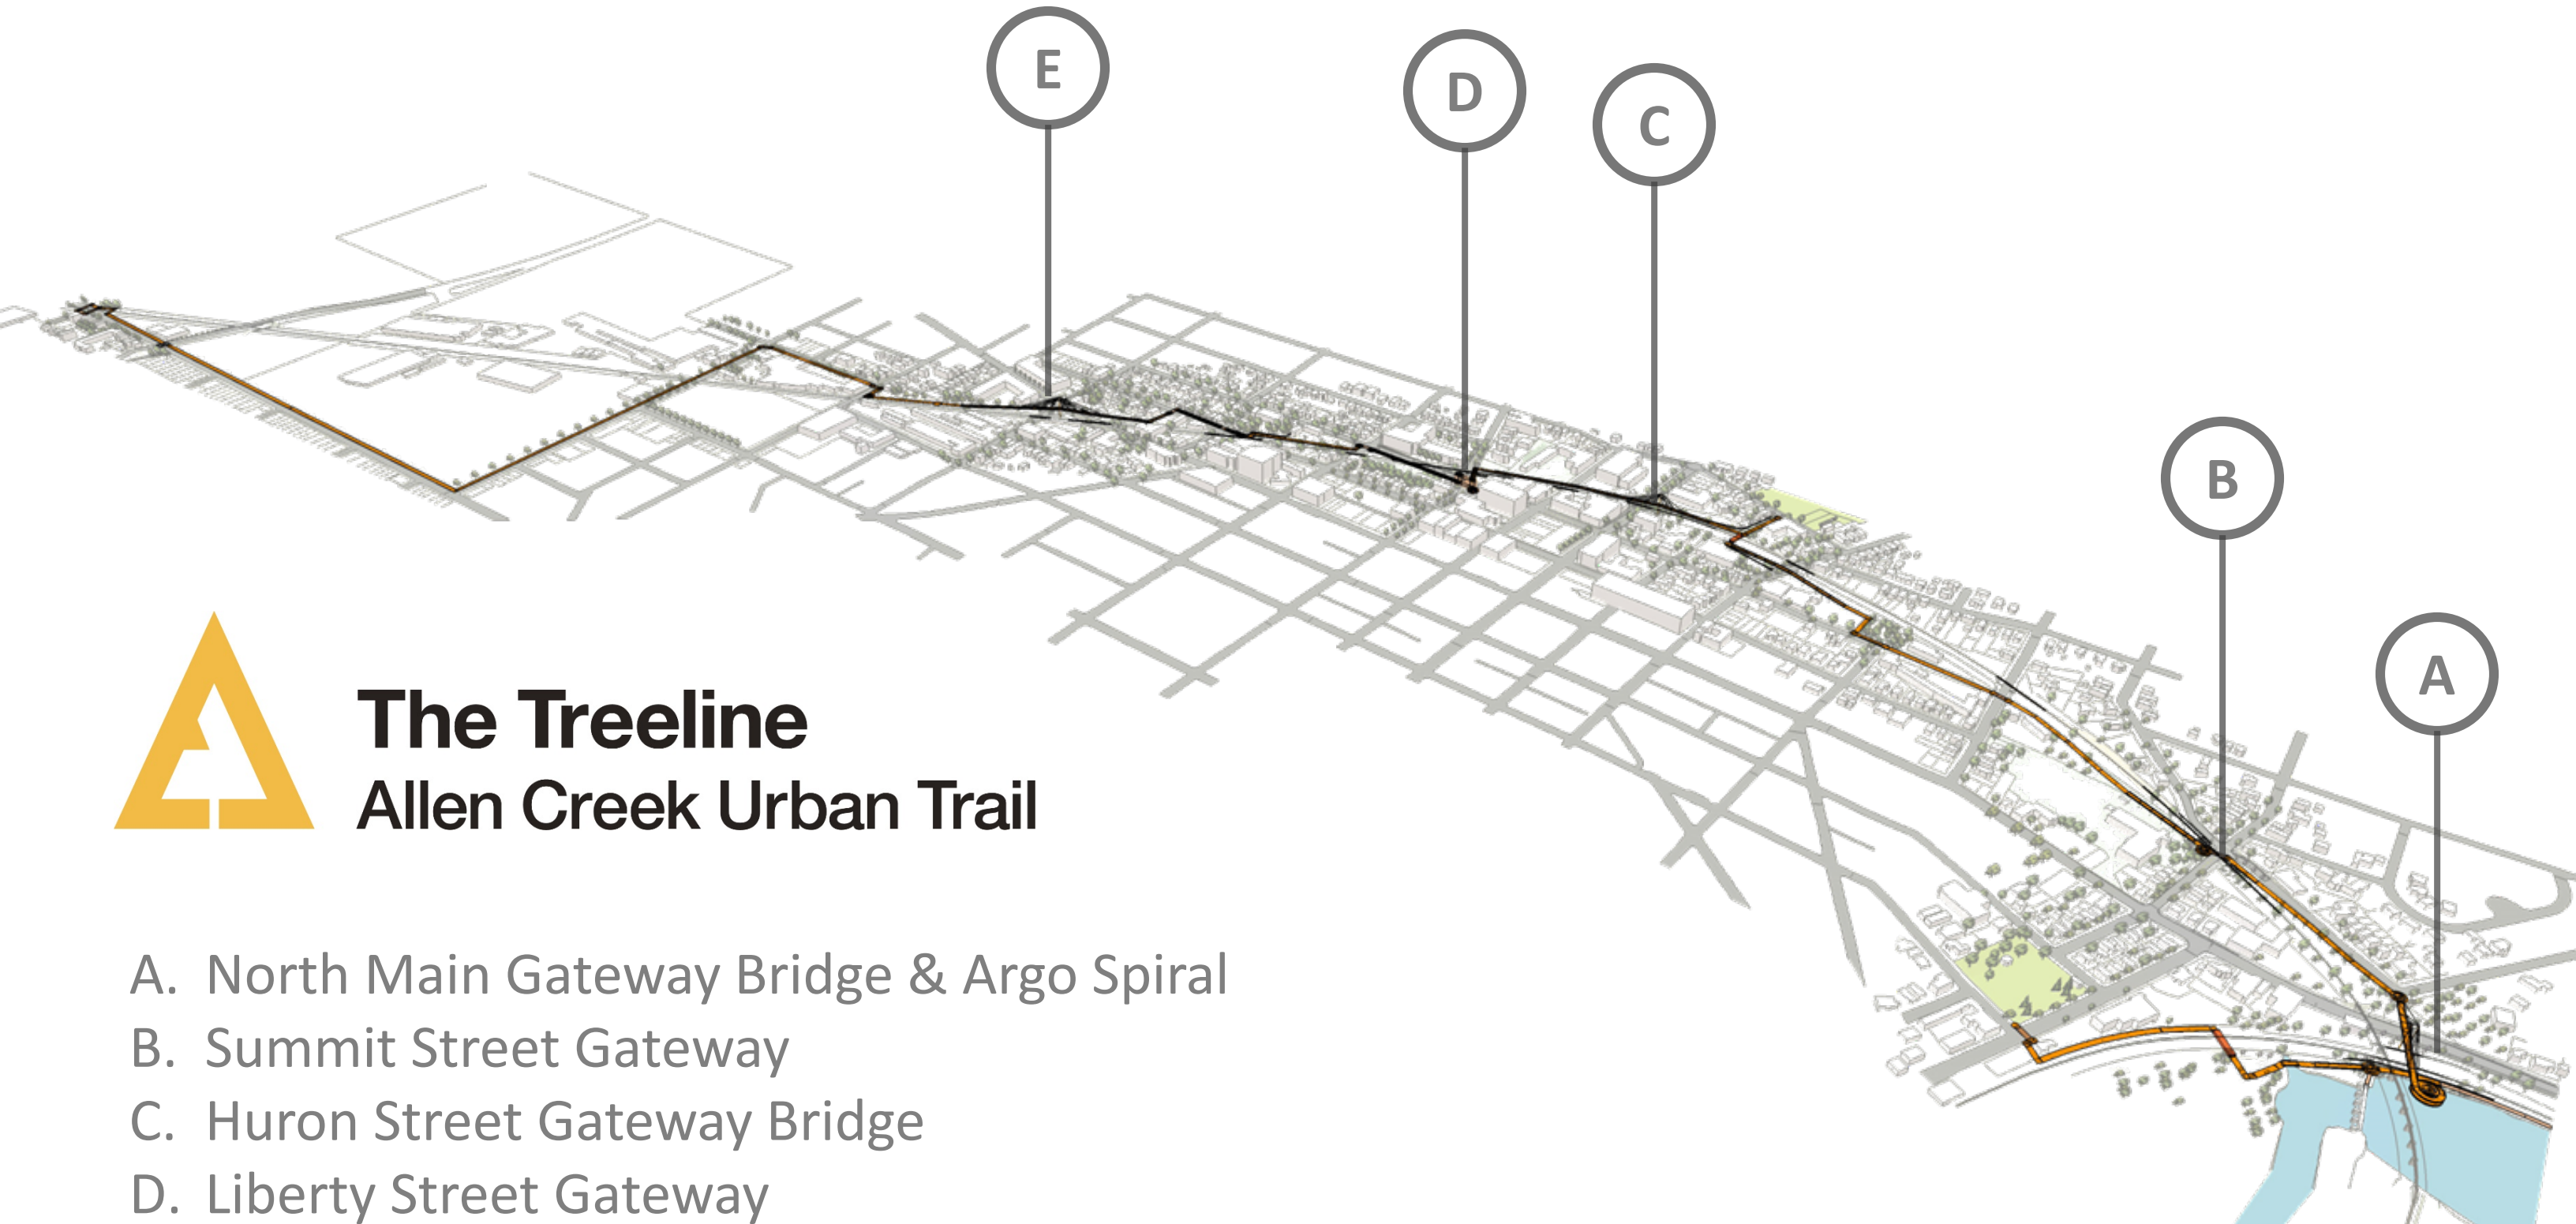 E
D
C
B
A
The Treeline
Allen Creek Urban Trail
A. North Main Gateway Bridge & Argo Spiral
B. Summit Street Gateway
C. Huron Street Gateway Bridge
D. Liberty Street Gateway